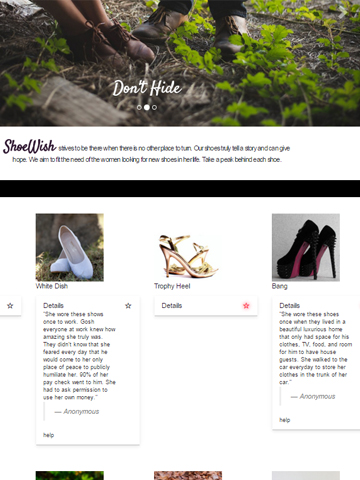 Don't Hide
ShoeWish strives to be there when there is no other place to turn. Our shoes truly tell a story and can give
hope. We aim to fit the need of the women looking for new shoes in her life. Take a peak behind each shoe.
White Dish
Trophy Heel
Bang
Details
Details
Details
"She wore these shows
once to work. Gosh
everyone at work knew how
amazing she truly was.
They didn't know that she
feared every day that he
would come to her only
place of peace to publicly
humiliate her. 90% of her
pay check went to him. She
had to ask permission to
use her own money."
— Anonymous
help
"She wore these shoes
once when they lived in a
beautiful luxurious home
that only had space for his
clothes, TV, food, and room
for him to have house
guests. She walked to the
car everyday to store her
clothes in the trunk of her
car."
— Anonymous
help